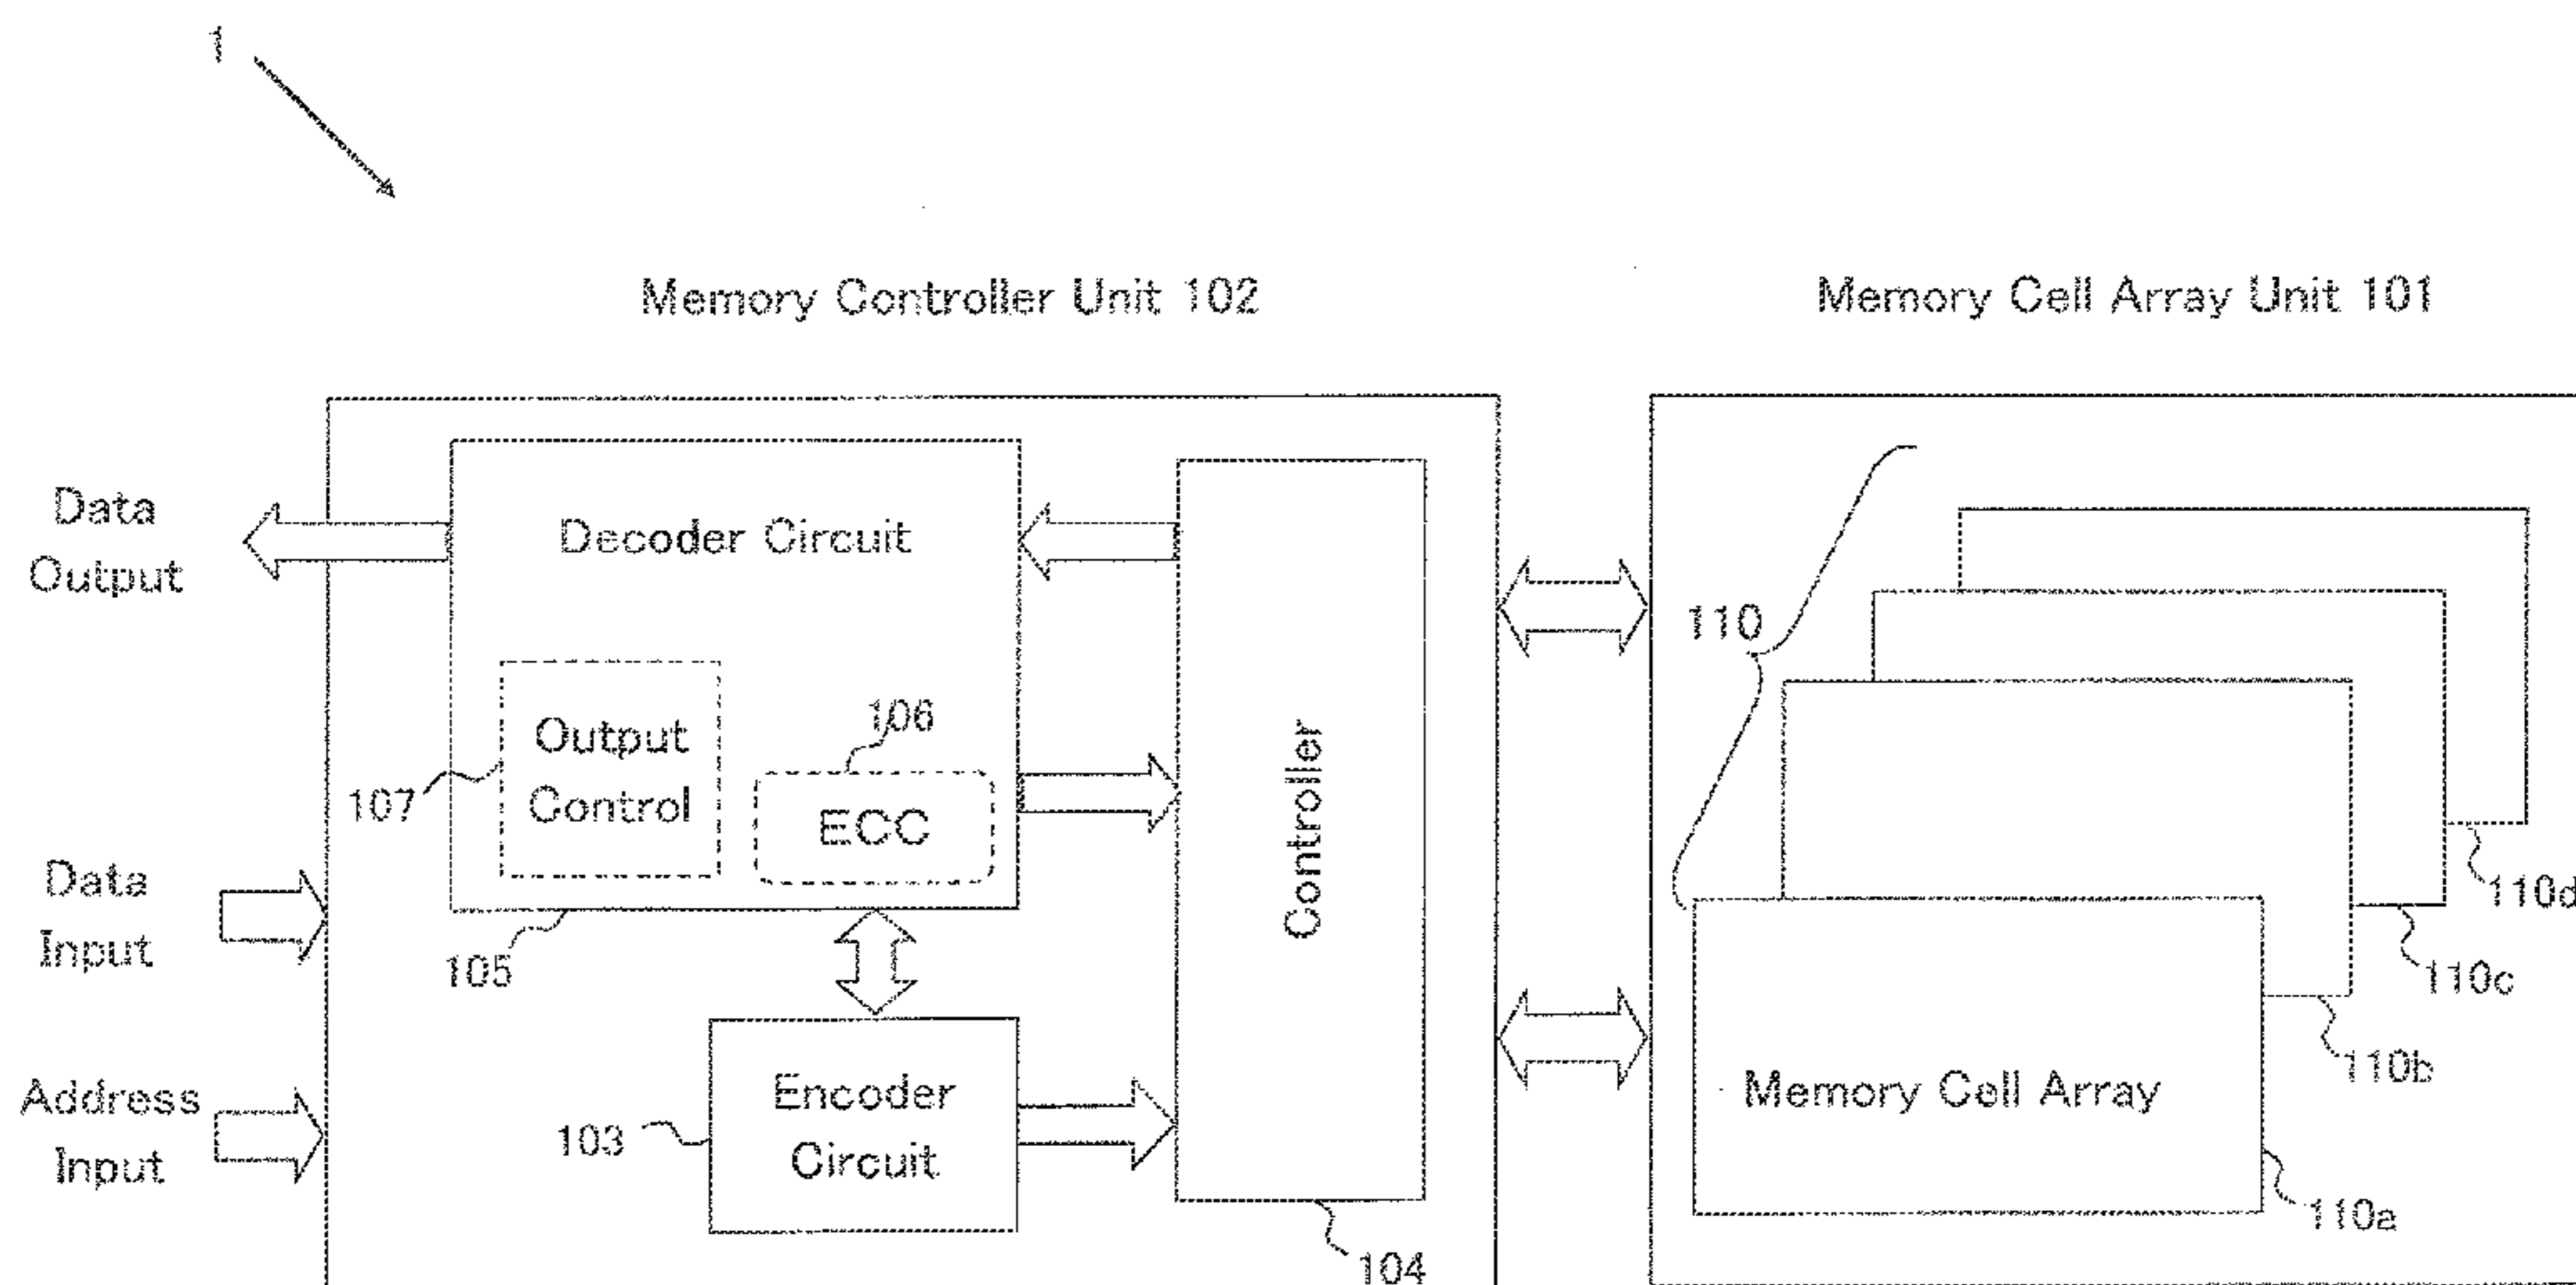 1
Memory Controller Unit 102
Memory Cell Array Unit 101
Data
Output
Decoder Circuit
110
106
Output
Control
107
ECC
Controller
Data
Input
105
110d
110c
110b
Address
Input
103
Encoder
Circuit
Memory Cell Array
110a
104